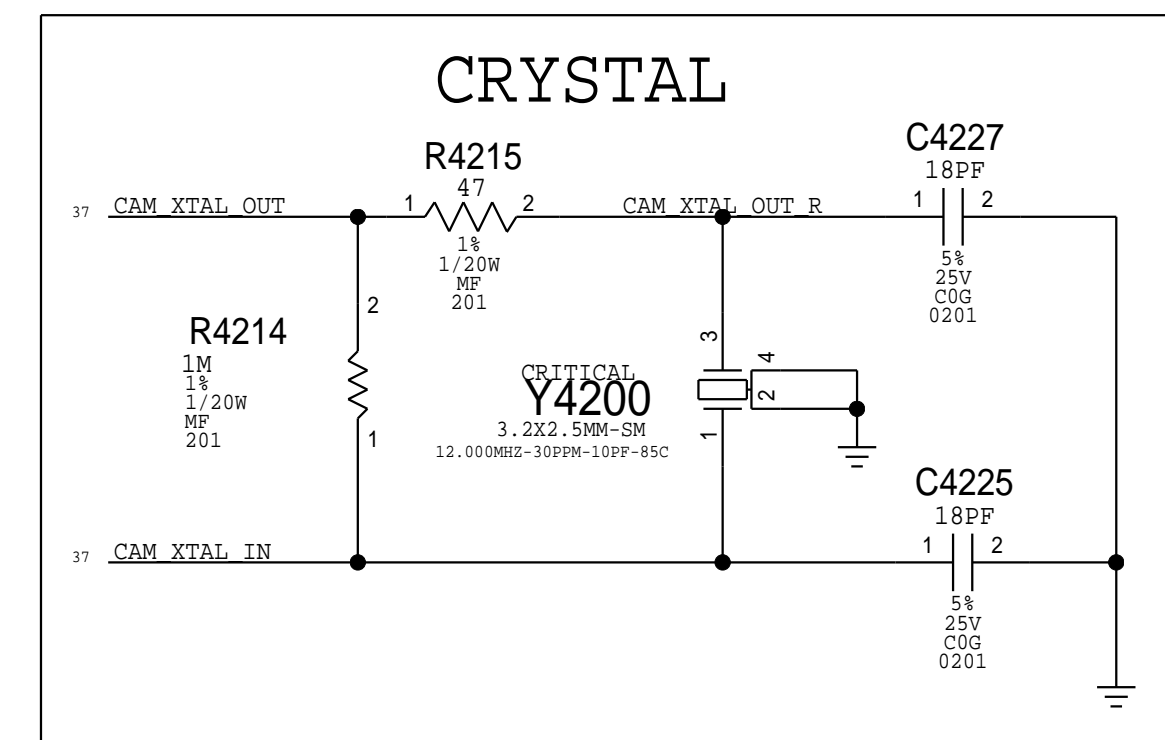 CRYSTAL
C4227
18PF
1 2
5%
25V
C0G
0201
R4215
47
1 2
1%
1/20W
MF
201
37 CAM_XTAL_OUT
CAM_XTAL_OUT_R
R4214
1M
1%
1/20W
MF
201
2
1
CRITICAL
Y4200
3.2X2.5MM-SM
12.000MHZ-30PPM-10PF-85C
3
4
2
1
C4225
18PF
1 2
5%
25V
C0G
0201
37 CAM_XTAL_IN